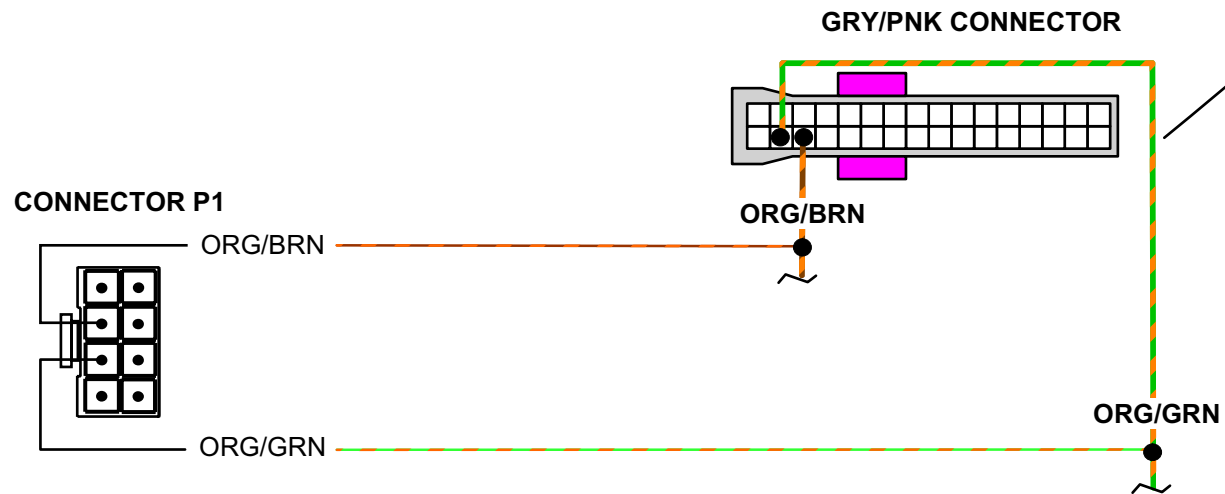 GRY/PNK CONNECTOR
CONNECTOR P1
ORG/BRN
ORG/BRN
ORG/GRN
ORG/GRN